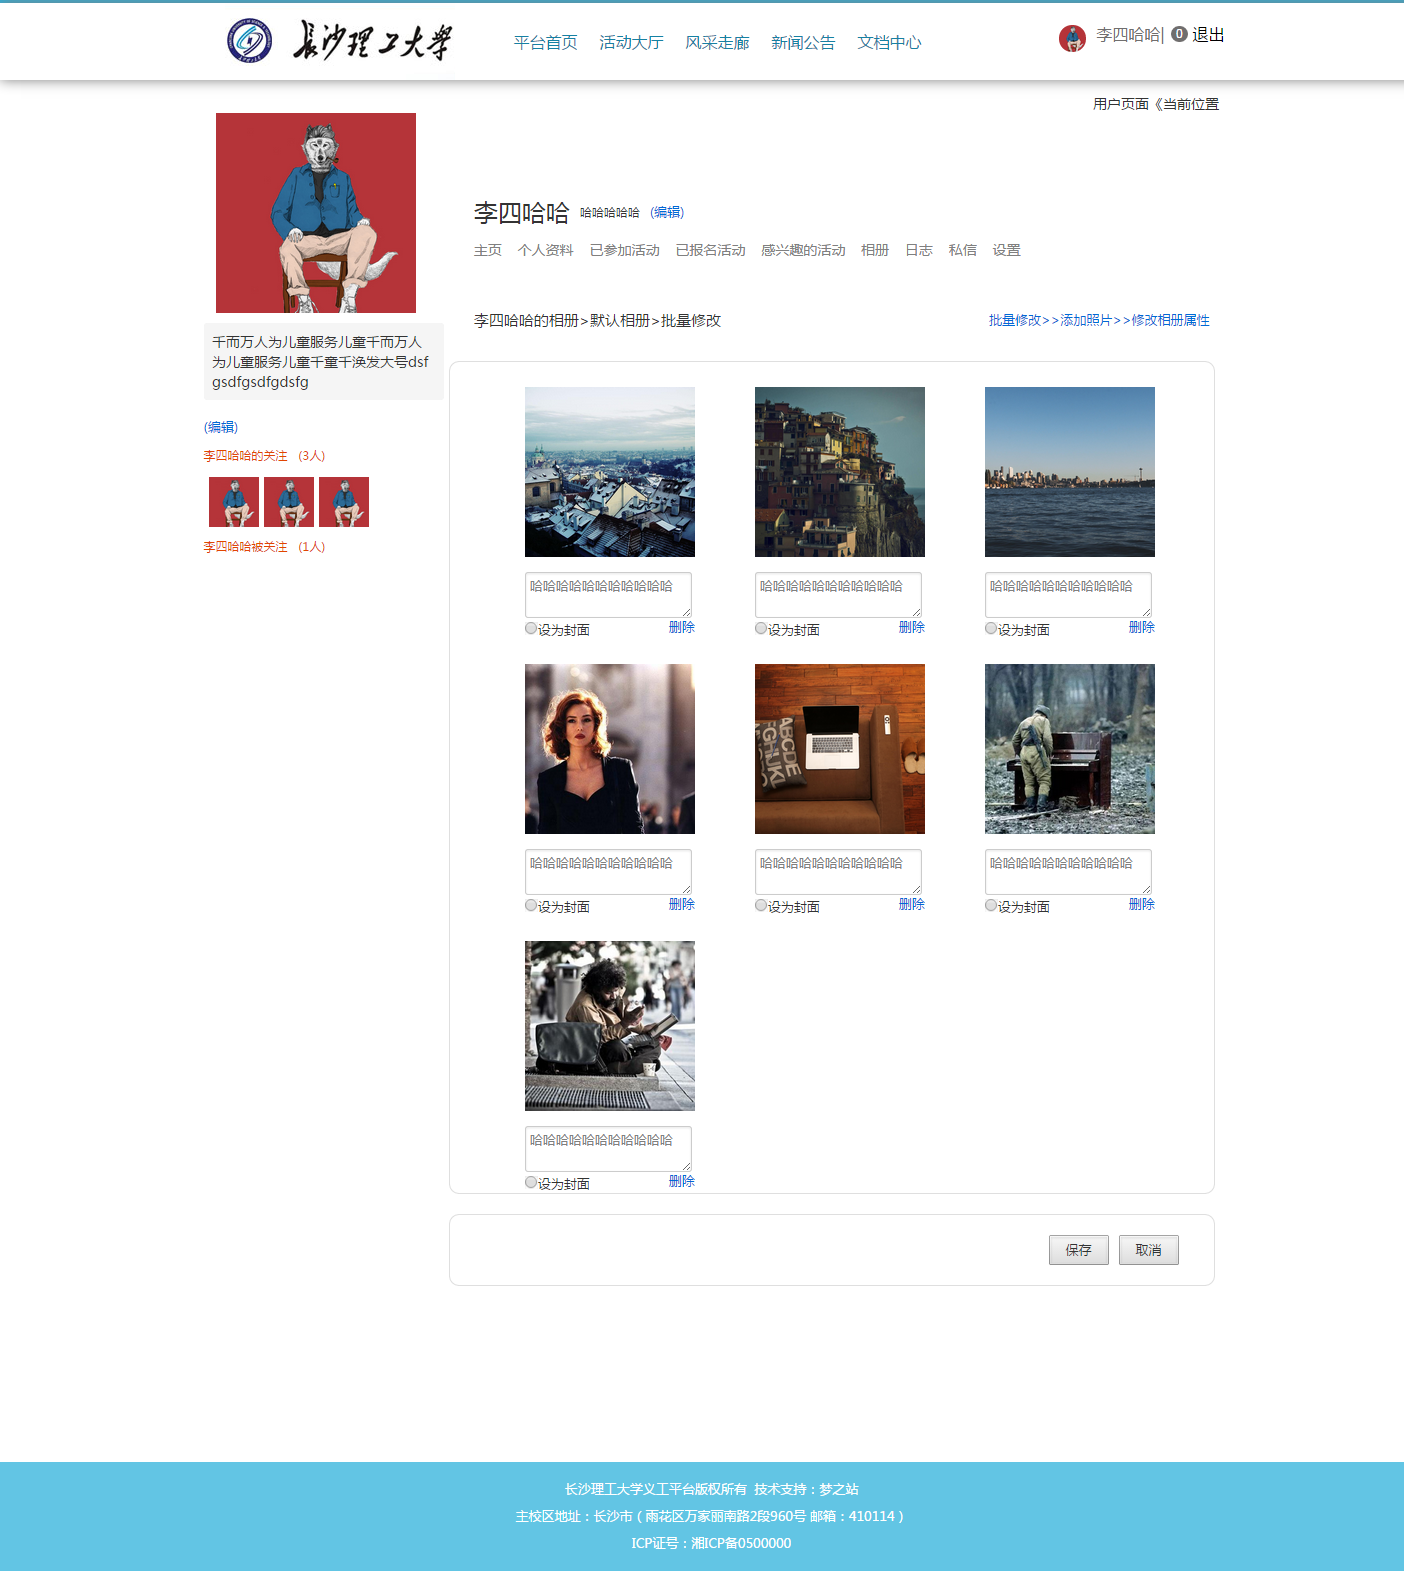 长沙理工大学
平台首页 活动大厅 风采走廊 新闻公告 文档中心
李四哈哈| 0 退出
用户页面《当前位置
李四哈哈 哈哈哈哈哈 (编辑)
主页 个人资料 已参加活动 已报名活动 感兴趣的活动 相册 日志 私信 设置
李四哈哈的相册>默认相册>批量修改
批量修改>>添加照片>>修改相册属性
千而万人为儿童服务儿童千而万人
为儿童服务儿童千童千涣发大号dsf
gsdfgsdfgdsfg
(编辑)
李四哈哈的关注 (3人)
李四哈哈被关注 (1人)
哈哈哈哈哈哈哈哈哈哈哈
设为封面 删除
哈哈哈哈哈哈哈哈哈哈哈
设为封面 删除
哈哈哈哈哈哈哈哈哈哈哈
设为封面 删除
ABCDE
哈哈哈哈哈哈哈哈哈哈哈
设为封面 删除
哈哈哈哈哈哈哈哈哈哈哈
设为封面 删除
哈哈哈哈哈哈哈哈哈哈哈
设为封面 删除
哈哈哈哈哈哈哈哈哈哈哈
设为封面 删除
保存 取消
长沙理工大学义工平台版权所有 技术支持：梦之站
主校区地址：长沙市（雨花区万家丽南路2段960号 邮箱：410114）
ICP证号：湘ICP备0500000